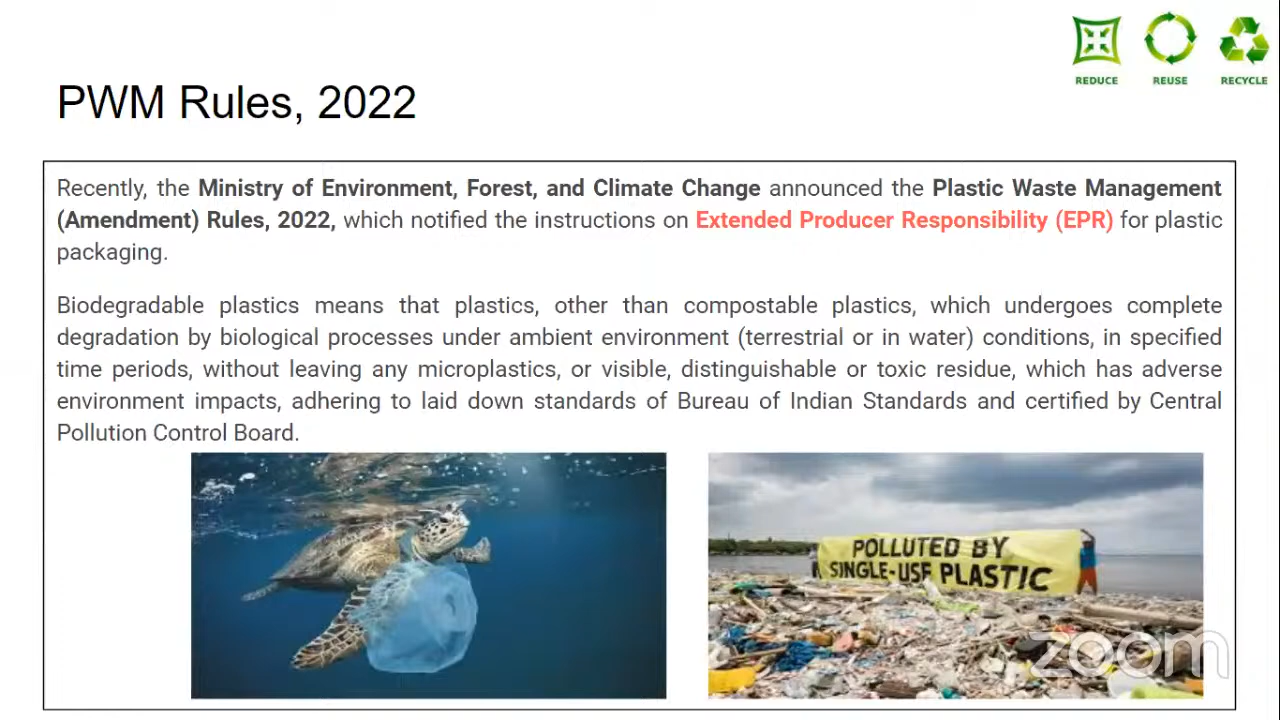 REDUCE REUSE RECYCLE
PWM Rules, 2022
Recently, the Ministry of Environment, Forest, and Climate Change announced the Plastic Waste Management
(Amendment) Rules, 2022, which notified the instructions on Extended Producer Responsibility (EPR) for plastic
packaging.
Biodegradable plastics means that plastics, other than compostable plastics, which undergoes complete
degradation by biological processes under ambient environment (terrestrial or in water) conditions, in specified
time periods, without leaving any microplastics, or visible, distinguishable or toxic residue, which has adverse
environment impacts, adhering to laid down standards of Bureau of Indian Standards and certified by Central
Pollution Control Board.
POLLUTED BY
SINGLE-USE PLASTIC
zoom